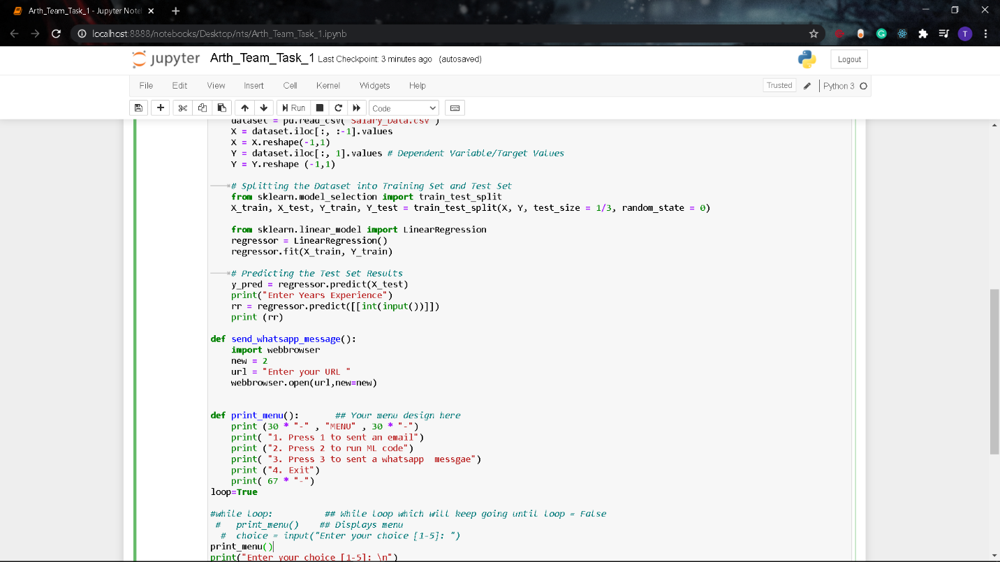 Arth_Team_Task_1 - Jupyter Note
localhost:8888/notebooks/Desktop/nts/Arth_Team_Task_1.ipynb
T
jupyter Arth_Team_Task_1 Last Checkpoint: 3 minutes ago (autosaved)
Logout
File Edit View Insert Cell Kernel Widgets Help
Trusted Python 3
Run Code
dataset = pd.read_csv('Salary_Data.csv')
X = dataset.iloc[:, :-1].values
X = X.reshape(-1,1)
Y = dataset.iloc[:, 1].values # Dependent Variable/Target Values
Y = Y.reshape (-1,1)
# Splitting the Dataset into Training Set and Test Set
from sklearn.model_selection import train_test_split
X_train, X_test, Y_train, Y_test = train_test_split(X, Y, test_size = 1/3, random_state = 0)
from sklearn.linear_model import LinearRegression
regressor = LinearRegression()
regressor.fit(X_train, Y_train)
# Predicting the Test Set Results
y_pred = regressor.predict(X_test)
print("Enter Years Experience")
rr = regressor.predict([[int(input())]])
print (rr)
def send_whatsapp_message():
import webbrowser
new = 2
url = "Enter your URL "
webbrowser.open(url,new=new)
def print_menu(): ## Your menu design here
print (30 * "-" , "MENU" , 30 * "-")
print( "1. Press 1 to sent an email")
print ("2. Press 2 to run ML code")
print( "3. Press 3 to sent a whatsapp messgae")
print ("4. Exit")
print( 67 * "-")
loop=True
#while loop: ## While loop which will keep going until loop = False
# print_menu() ## Displays menu
# choice = input("Enter your choice [1-5]: ")
print_menu()
print("Enter your choice [1-5]: \n")